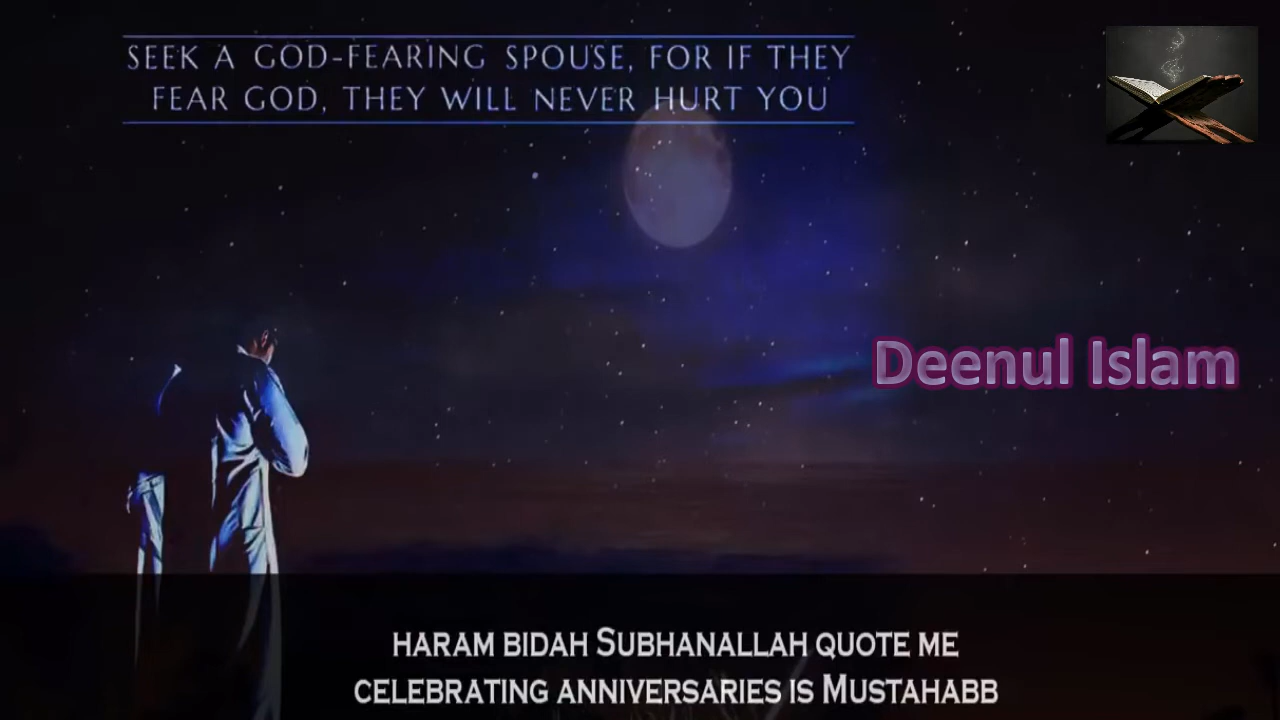 SEEK A GOD-FEARING SPOUSE, FOR IF THEY
FEAR GOD, THEY WILL NEVER HURT YOU
Deenul Islam
HARAM BIDAH SUBHANALLAH QUOTE ME
CELEBRATING ANNIVERSARIES IS MUSTAHABB